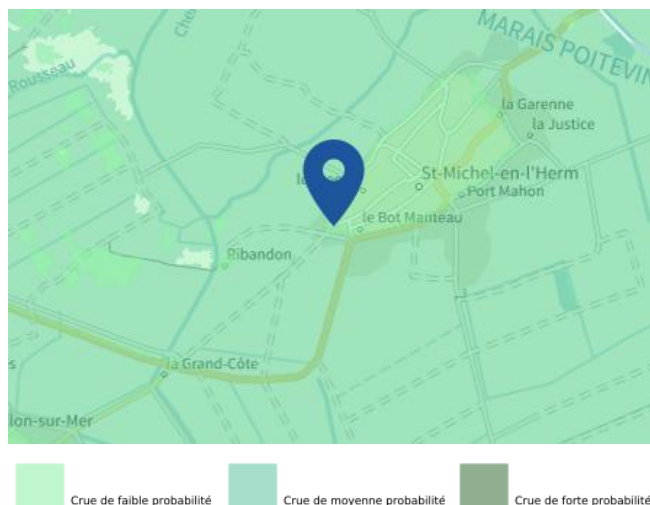 MARAIS POITEVIN
Rousseau
la Garenne
la Justice
St-Michel-en-l'Herm
Port Mahon
le Bot Mauteau
Ribandon
la Grand-Côte
lon-sur-Mer
Crue de faible probabilité
Crue de moyenne probabilité
Crue de forte probabilité